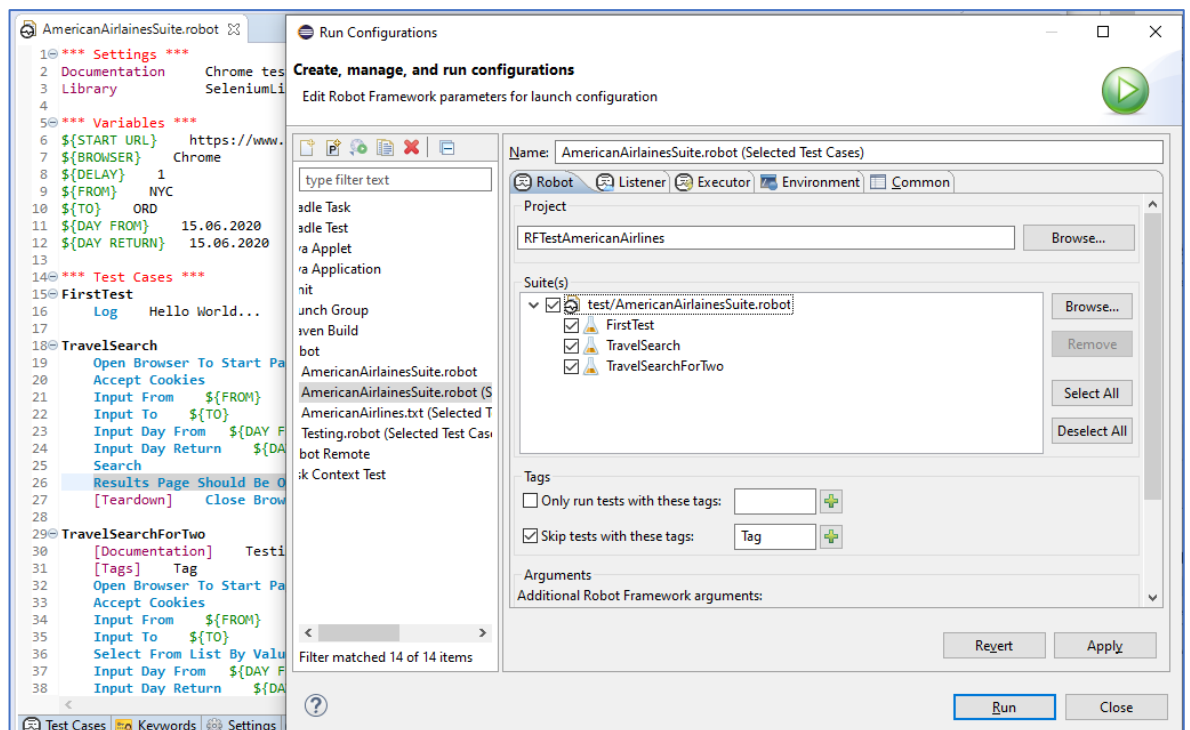 AmericanAirlainesSuite.robot
1 *** Settings ***
2 Documentation Chrome tes
3 Library SeleniumLi
4
5 *** Variables ***
6 ${START URL} https://www.
7 ${BROWSER} Chrome
8 ${DELAY} 1
9 ${FROM} NYC
10 ${TO} ORD
11 ${DAY FROM} 15.06.2020
12 ${DAY RETURN} 15.06.2020
13
14 *** Test Cases ***
15 FirstTest
16 Log Hello World...
17
18 TravelSearch
19 Open Browser To Start Pa
20 Accept Cookies
21 Input From ${FROM}
22 Input To ${TO}
23 Input Day From ${DAY F
24 Input Day Return ${DA
25 Search
26 Results Page Should Be O
27 [Teardown] Close Brow
28
29 TravelSearchForTwo
30 [Documentation] Testi
31 [Tags] Tag
32 Open Browser To Start Pa
33 Accept Cookies
34 Input From ${FROM}
35 Input To ${TO}
36 Select From List By Valu
37 Input Day From ${DAY F
38 Input Day Return ${DA
Test Cases Keywords Settings
Run Configurations
Create, manage, and run configurations
Edit Robot Framework parameters for launch configuration
type filter text
adle Task
adle Test
va Applet
va Application
nit
unch Group
aven Build
bot
AmericanAirlainesSuite.robot
AmericanAirlainesSuite.robot (S
AmericanAirlines.txt (Selected T
Testing.robot (Selected Test Case
bot Remote
sk Context Test
Filter matched 14 of 14 items
Name: AmericanAirlainesSuite.robot (Selected Test Cases)
Robot Listener Executor Environment Common
Project
RFTestAmericanAirlines Browse...
Suite(s)
test/AmericanAirlainesSuite.robot Browse...
FirstTest
TravelSearch Remove
TravelSearchForTwo
Select All
Deselect All
Tags
Only run tests with these tags:
Skip tests with these tags: Tag
Arguments
Additional Robot Framework arguments:
Revert Apply
Run Close